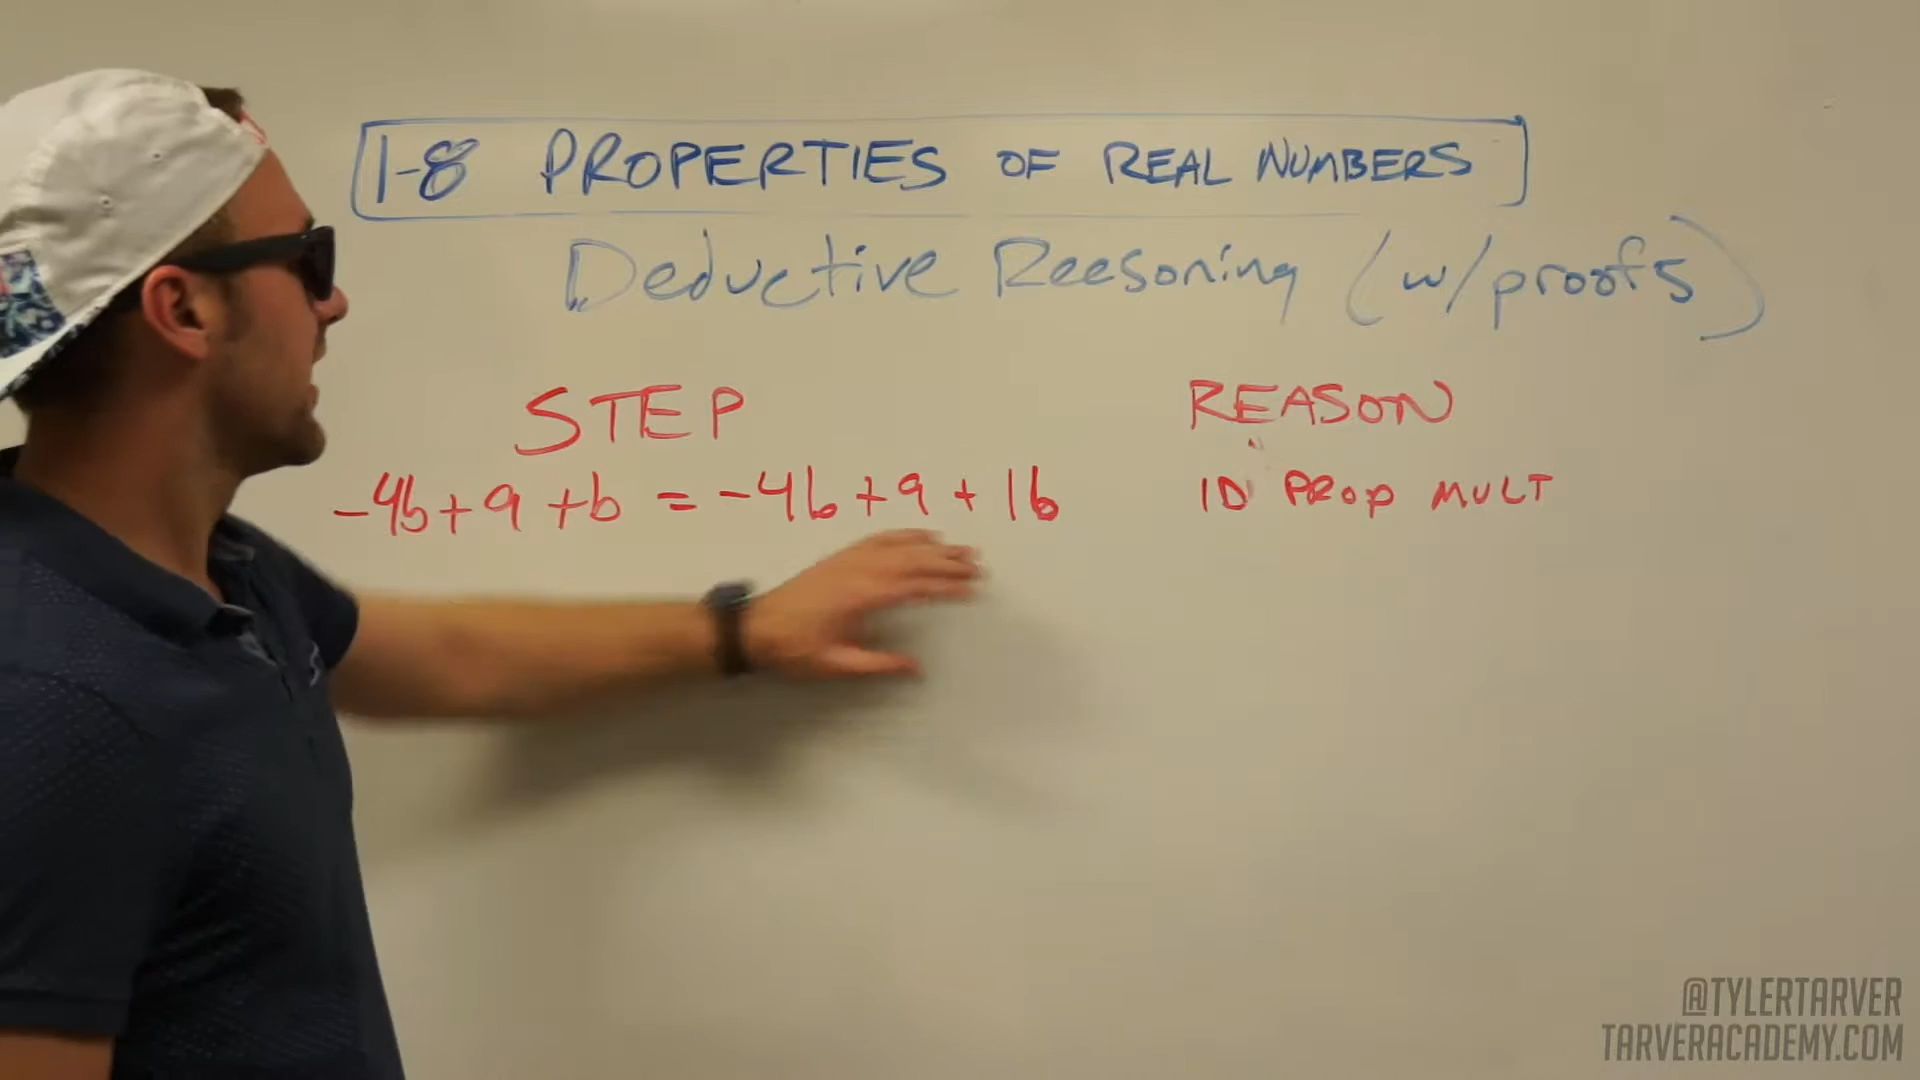 1-8 PROPERTIES OF REAL NUMBERS
Deductive Reesoning (w/proofs)
STEP REASON
-4b+9+b = -4b+9+1b ID PROP MULT
@TYLERTARVER
TARVERACADEMY.COM